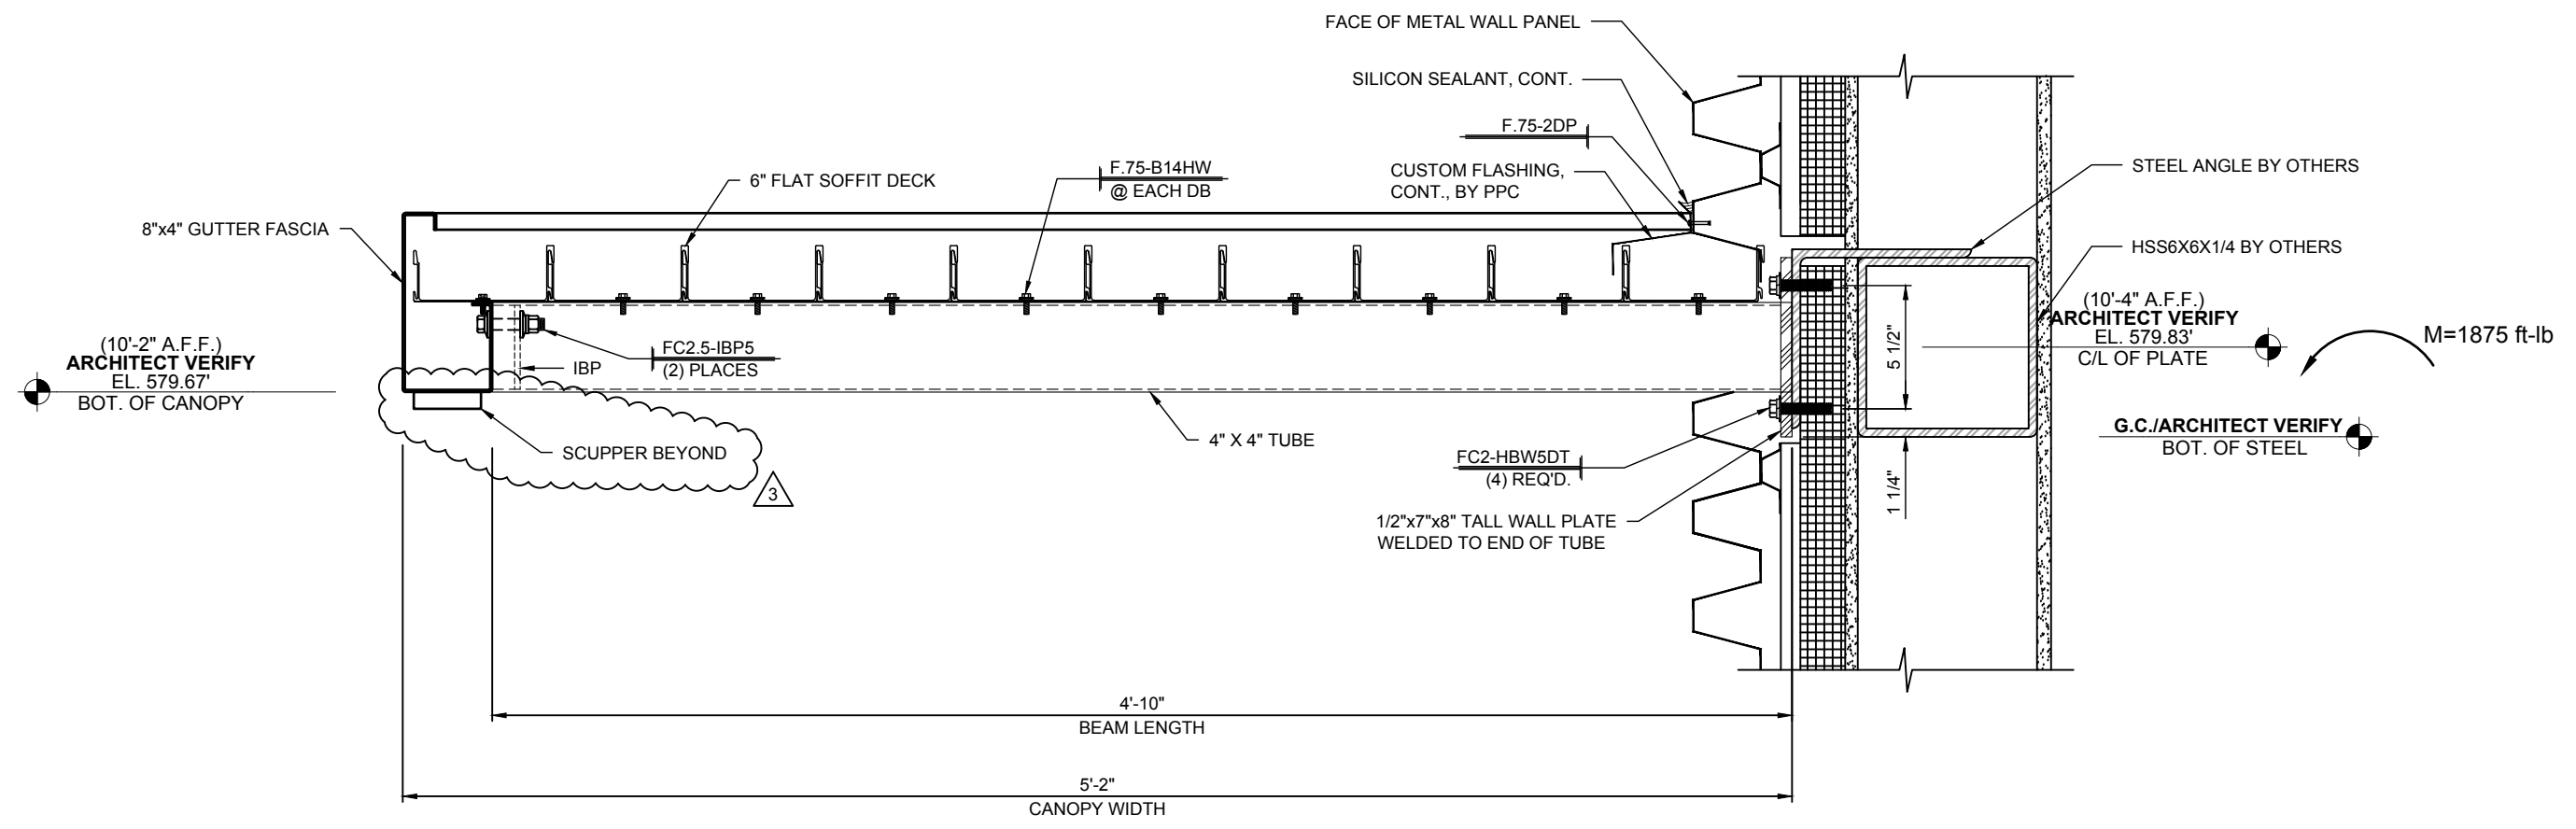 FACE OF METAL WALL PANEL
SILICON SEALANT, CONT.
F.75-2DP
CUSTOM FLASHING,
CONT., BY PPC
F.75-B14HW
@ EACH DB
6" FLAT SOFFIT DECK
8"x4" GUTTER FASCIA
STEEL ANGLE BY OTHERS
HSS6X6X1/4 BY OTHERS
(10'-2" A.F.F.)
ARCHITECT VERIFY
EL. 579.67'
BOT. OF CANOPY
FC2.5-IBP5
(2) PLACES
IBP
SCUPPER BEYOND
3
4" X 4" TUBE
FC2-HBW5DT
(4) REQ'D.
1/2"x7"x8" TALL WALL PLATE
WELDED TO END OF TUBE
5 1/2"
1 1/4"
(10'-4" A.F.F.)
ARCHITECT VERIFY
EL. 579.83'
C/L OF PLATE
M=1875 ft-lb
G.C./ARCHITECT VERIFY
BOT. OF STEEL
4'-10"
BEAM LENGTH
5'-2"
CANOPY WIDTH